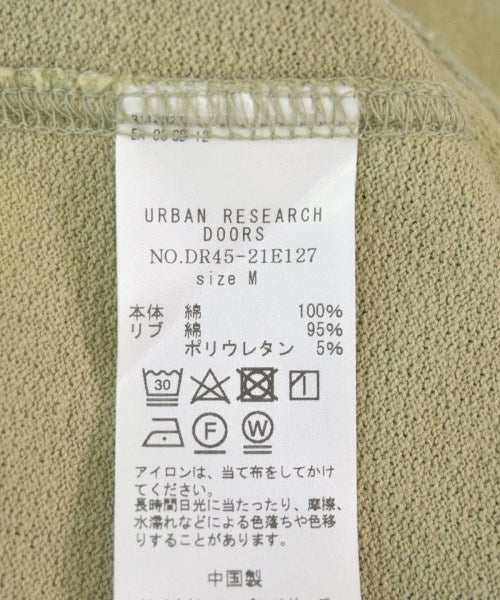 URBAN RESEARCH
DOORS
NO.DR45-21E127
size M
本体 綿 100%
リブ 綿 95%
ポリウレタン 5%
30
F
W
アイロンは、当て布をしてかけ
てください。
長時間日光に当たったり、摩擦、
水濡れなどによる色落ちや色移
りすることがあります。
中国製